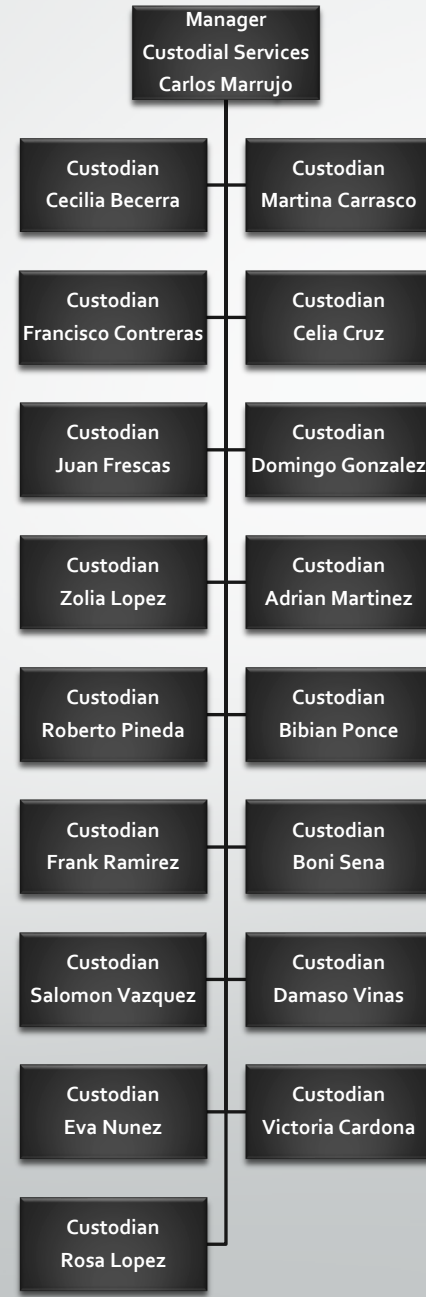 Manager
Custodial Services
Carlos Marrujo
Custodian
Cecilia Becerra
Custodian
Martina Carrasco
Custodian
Francisco Contreras
Custodian
Celia Cruz
Custodian
Juan Frescas
Custodian
Domingo Gonzalez
Custodian
Zolia Lopez
Custodian
Adrian Martinez
Custodian
Roberto Pineda
Custodian
Bibian Ponce
Custodian
Frank Ramirez
Custodian
Boni Sena
Custodian
Salomon Vazquez
Custodian
Damaso Vinas
Custodian
Eva Nunez
Custodian
Victoria Cardona
Custodian
Rosa Lopez